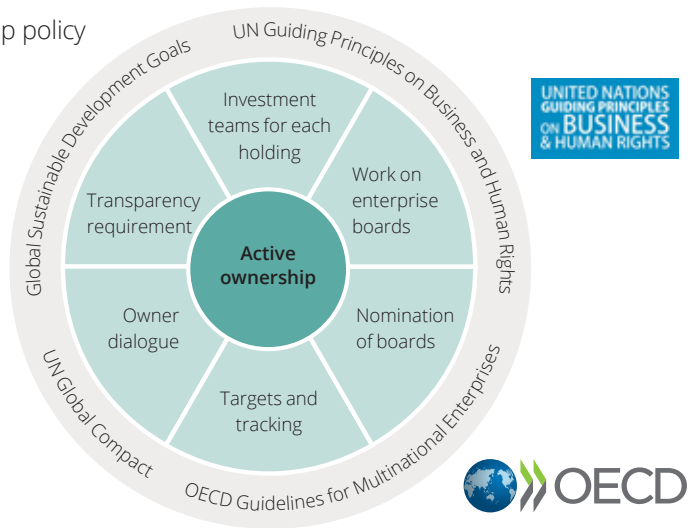 p policy
Global Sustainable Development Goals
UN Guiding Principles on Business and Human Rights
UNITED NATIONS
GUIDING PRINCIPLES
ON BUSINESS
& HUMAN RIGHTS
Investment
teams for each
holding
Work on
enterprise
boards
Transparency
requirement
Active
ownership
Owner
dialogue
Nomination
of boards
Targets and
tracking
UN Global Compact
OECD Guidelines for Multinational Enterprises
OECD